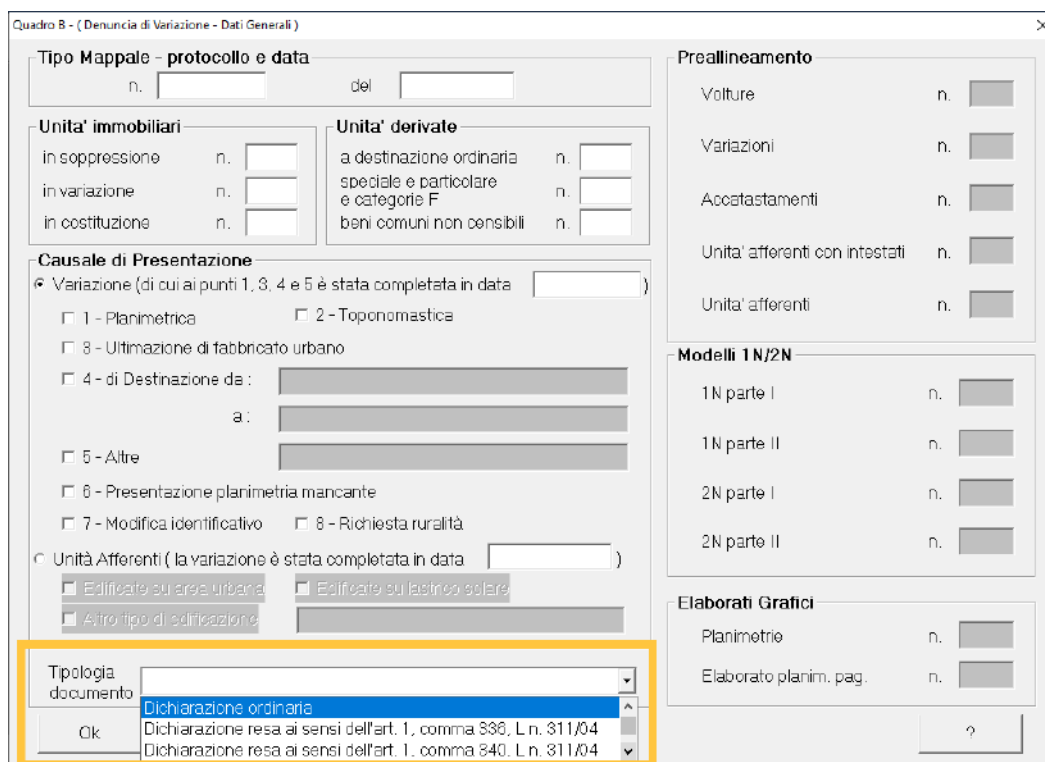 Quadro B - ( Denuncia di Variazione - Dati Generali )
Tipo Mappale - protocollo e data
n. del
Unita' immobiliari
in soppressione n.
in variazione n.
in costituzione n.
Unita' derivate
a destinazione ordinaria n.
speciale e particolare
e categorie F n.
beni comuni non censibili n.
Causale di Presentazione
Variazione (di cui ai punti 1, 3, 4 e 5 è stata completata in data )
1 - Planimetrica 2 - Toponomastica
3 - Ultimazione di fabbricato urbano
4 - di Destinazione da :
a :
5 - Altre
6 - Presentazione planimetria mancante
7 - Modifica identificativo 8 - Richiesta ruralità
Unità Afferenti ( la variazione è stata completata in data )
Edificate su area urbana Edificate su lastrico solare
Altro tipo di edificazione
Tipologia
documento
Dichiarazione ordinaria
Dichiarazione resa ai sensi dell'art. 1, comma 336, L n. 311/04
Dichiarazione resa ai sensi dell'art. 1, comma 340, L n. 311/04
Ok
Preallineamento
Volture n.
Variazioni n.
Accatastamenti n.
Unita' afferenti con intestati n.
Unita' afferenti n.
Modelli 1N/2N
1N parte I n.
1N parte II n.
2N parte I n.
2N parte II n.
Elaborati Grafici
Planimetrie n.
Elaborato planim. pag. n.
?